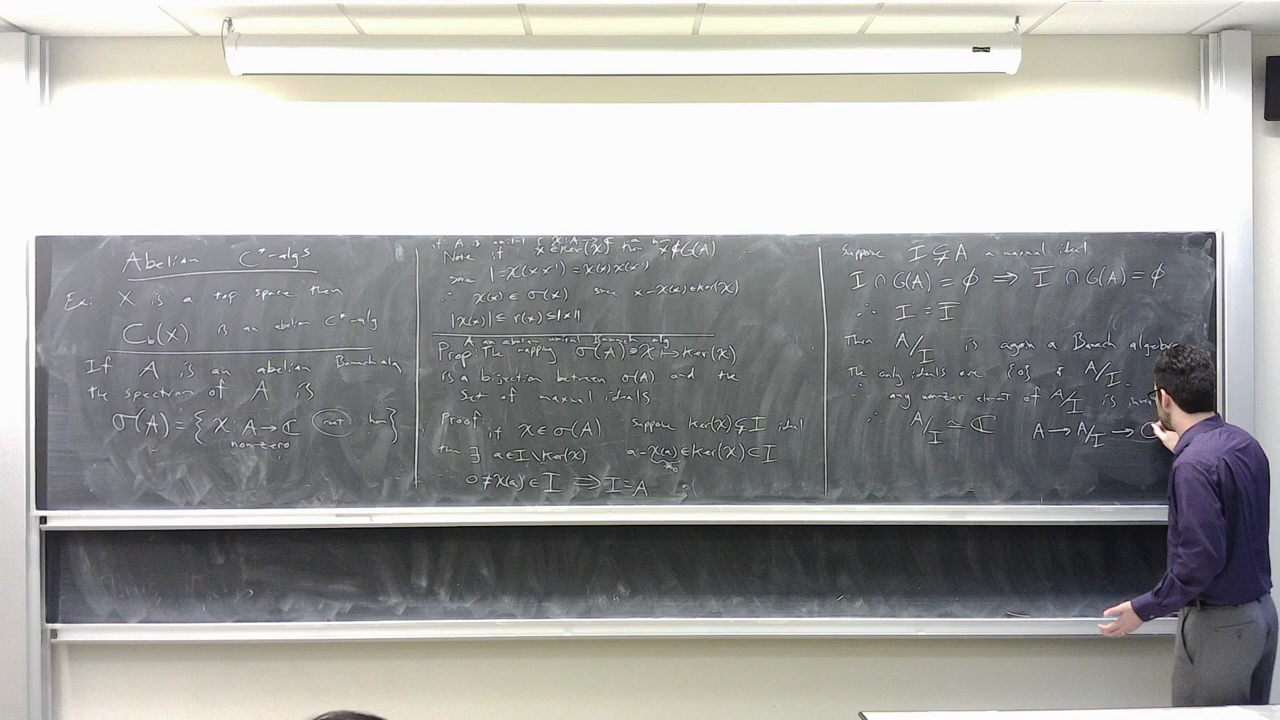 Abelian C*-algs
Ex: X is a top space then
C_b(X) is an abelian C*-alg
If A is an abelian Banach alg
the spectrum of A is
σ(A) = { χ: A → ℂ cont hom }
non-zero
Note if x ∈ Ker(χ) then x ∉ G(A)
since 1 = χ(x x⁻¹) = χ(x) χ(x⁻¹)
∴ χ(x) ∈ σ(x) since x - χ(x) ∈ ker(χ)
|χ(x)| ≤ r(x) ≤ ||x||
A an abelian unital Banach alg
Prop: The mapping σ(A) ∋ χ ↦ Ker(χ)
is a bijection between σ(A) and the
set of maximal ideals
Proof: if χ ∈ σ(A) suppose ker(χ) ⊊ I ideal
then ∃ a ∈ I \ Ker(χ) a - χ(a) ∈ Ker(χ) ⊂ I
≠0
∴ 0 ≠ χ(a) ∈ I ⟹ I = A
Suppose I ⊊ A a maximal ideal
I ∩ G(A) = ∅ ⟹ I̅ ∩ G(A) = ∅
∴ I = I̅
Then A/I is again a Banach algebra
The only ideals are {0} & A/I.
∴ any nonzero element of A/I is
∴ A/I ≃ ℂ A → A/I → ℂ